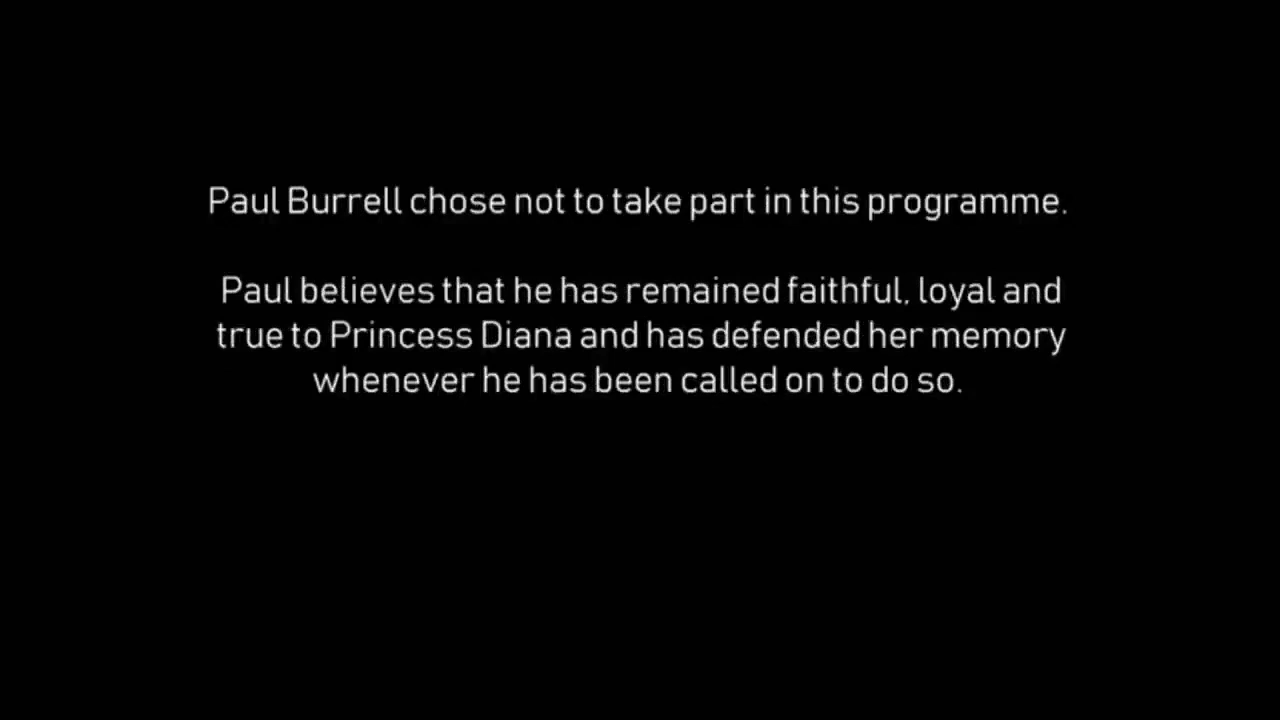 Paul Burrell chose not to take part in this programme.
Paul believes that he has remained faithful, loyal and
true to Princess Diana and has defended her memory
whenever he has been called on to do so.